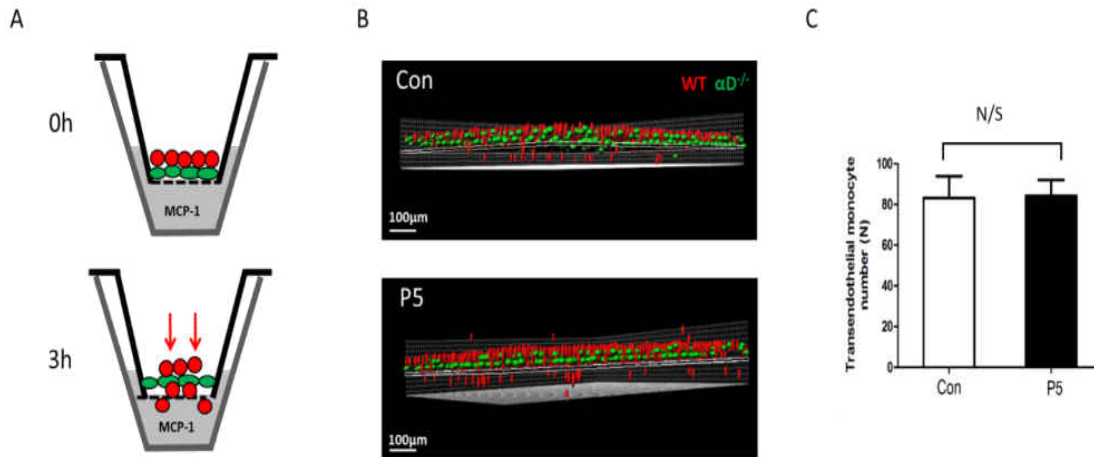 A
0h
MCP-1
3h
MCP-1
B
Con
WT αD-/-
100μm
P5
100μm
C
N/S
Transendothelial monocyte
number (N)
100
80
60
40
20
0
Con
P5